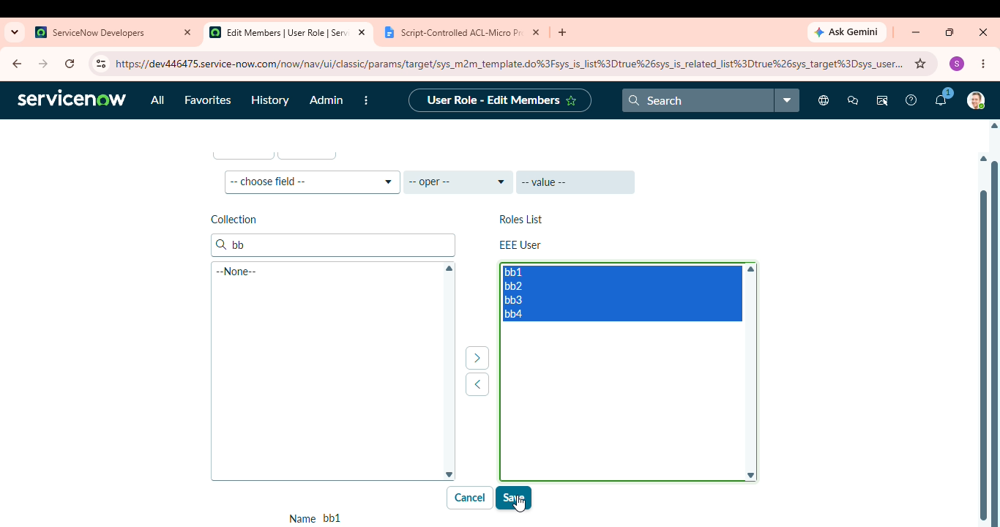 ServiceNow Developers
Edit Members | User Role | Serv
Script-Controlled ACL-Micro Pr
Ask Gemini
https://dev446475.service-now.com/now/nav/ui/classic/params/target/sys_m2m_template.do%3Fsys_is_list%3Dtrue%26sys_is_related_list%3Dtrue%26sys_target%3Dsys_user...
S
servicenow
All
Favorites
History
Admin
User Role - Edit Members
Search
1
-- choose field --
-- oper --
-- value --
Collection
Roles List
bb
EEE User
--None--
bb1
bb2
bb3
bb4
Cancel
Save
Name bb1